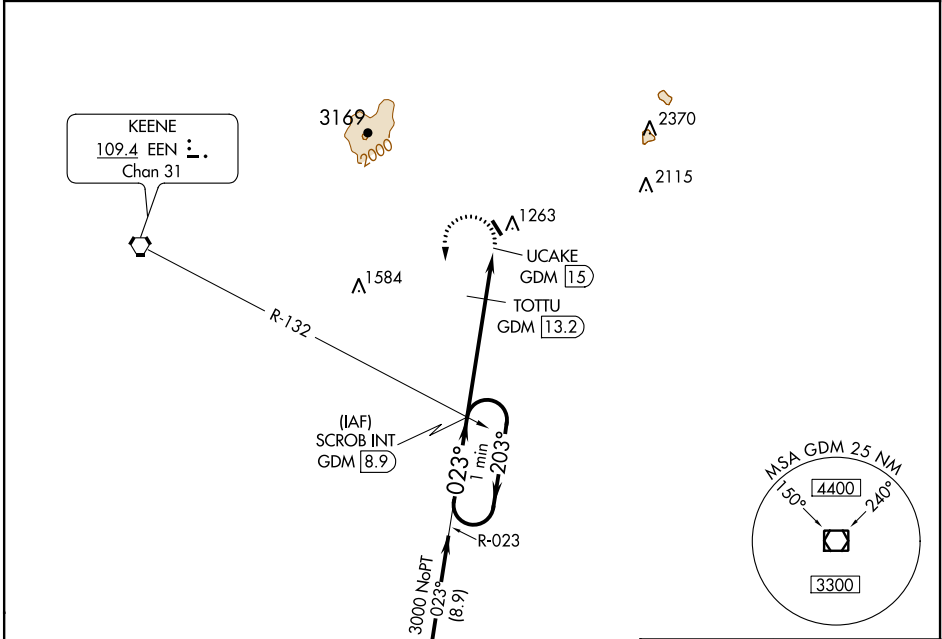 KEENE
109.4 EEN
Chan 31
3169
2000
2370
2115
1263
UCAKE
GDM 15
1584
TOTTU
GDM 13.2
R-132
(IAF)
SCROB INT
GDM 8.9
023°
1 min
203°
R-023
3000 NoPT
023°
(8.9)
MSA GDM 25 NM
150°
4400
240°
3300